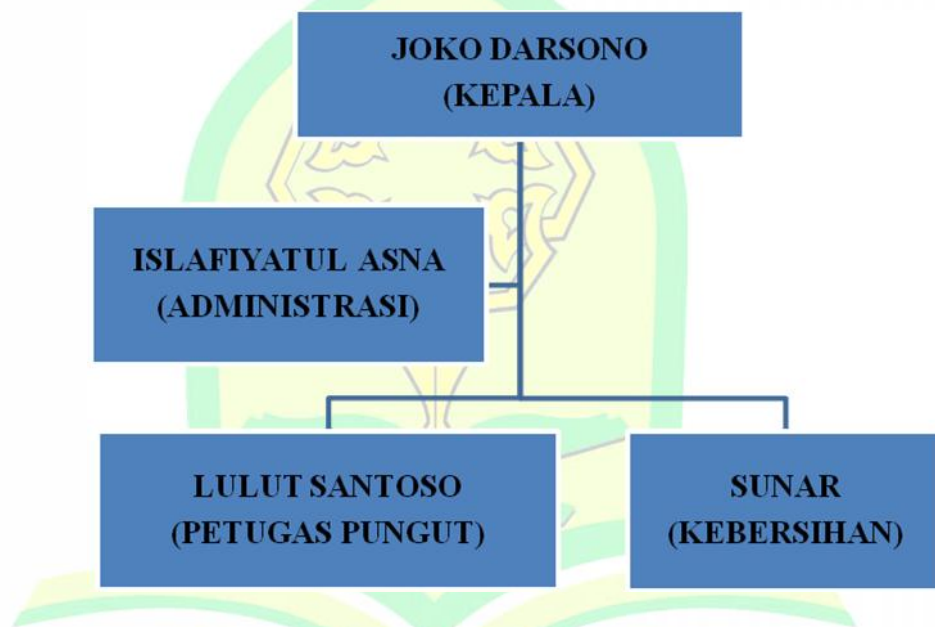 JOKO DARSONO
(KEPALA)
ISLAFIYATUL ASNA
(ADMINISTRASI)
LULUT SANTOSO
(PETUGAS PUNGUT)
SUNAR
(KEBERSIHAN)